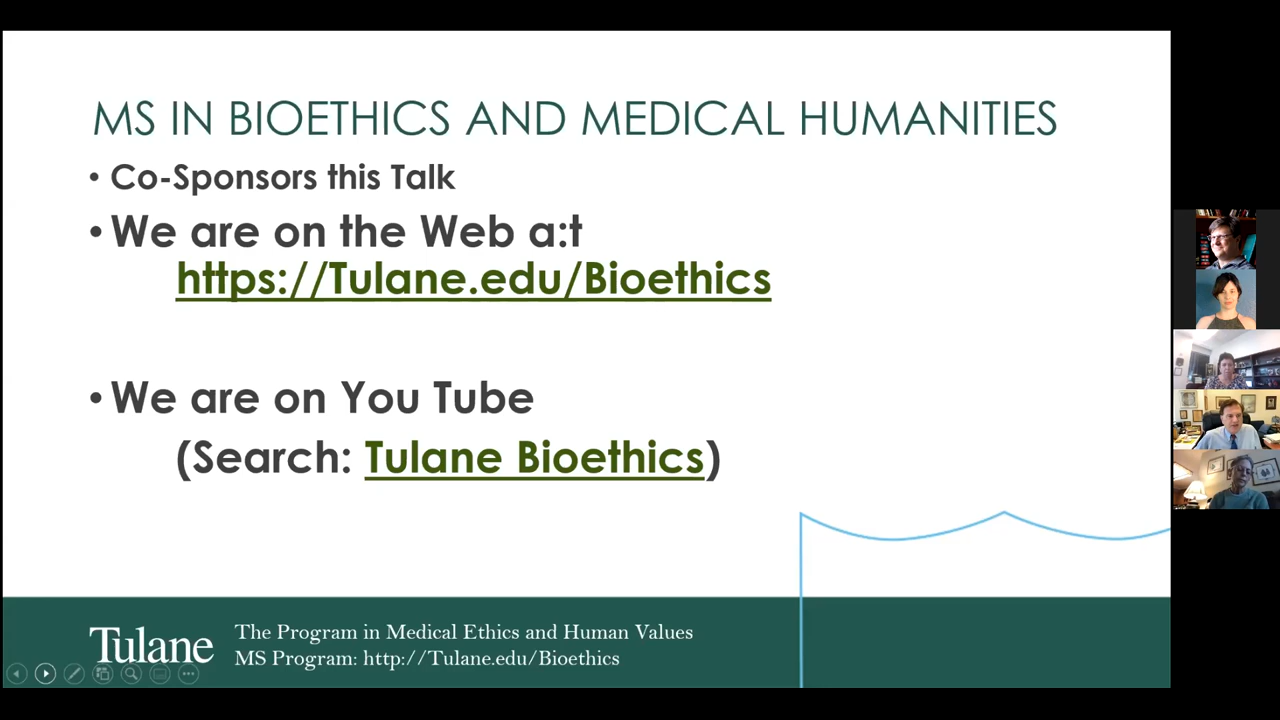 MS IN BIOETHICS AND MEDICAL HUMANITIES
• Co-Sponsors this Talk
• We are on the Web a:t
https://Tulane.edu/Bioethics
• We are on You Tube
(Search: Tulane Bioethics)
Tulane
The Program in Medical Ethics and Human Values
MS Program: http://Tulane.edu/Bioethics